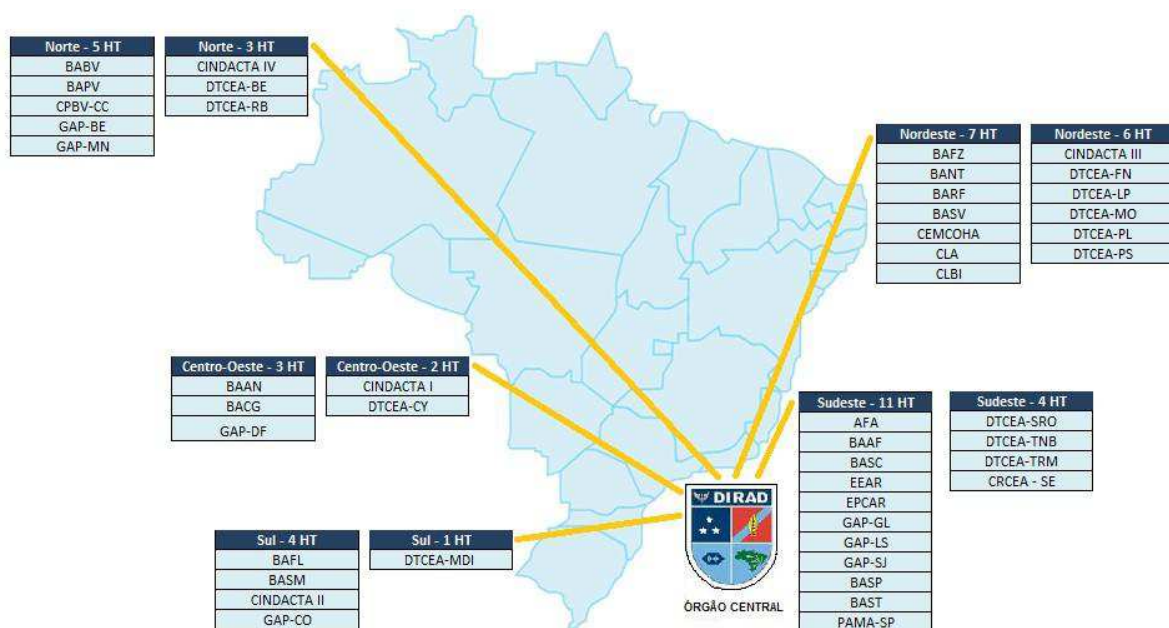 Norte - 5 HT
BABV
BAPV
CPBV-CC
GAP-BE
GAP-MN
Norte - 3 HT
CINDACTA IV
DTCEA-BE
DTCEA-RB
Nordeste - 7 HT
BAFZ
BANT
BARF
BASV
CEMCOHA
CLA
CLBI
Nordeste - 6 HT
CINDACTA III
DTCEA-FN
DTCEA-LP
DTCEA-MO
DTCEA-PL
DTCEA-PS
Centro-Oeste - 3 HT
BAAN
BACG
GAP-DF
Centro-Oeste - 2 HT
CINDACTA I
DTCEA-CY
Sudeste - 11 HT
AFA
BAAF
BASC
EEAR
EPCAR
GAP-GL
GAP-LS
GAP-SJ
BASP
BAST
PAMA-SP
Sudeste - 4 HT
DTCEA-SRO
DTCEA-TNB
DTCEA-TRM
CRCEA - SE
Sul - 4 HT
BAFL
BASM
CINDACTA II
GAP-CO
Sul - 1 HT
DTCEA-MDI
DIRAD
ÓRGÃO CENTRAL